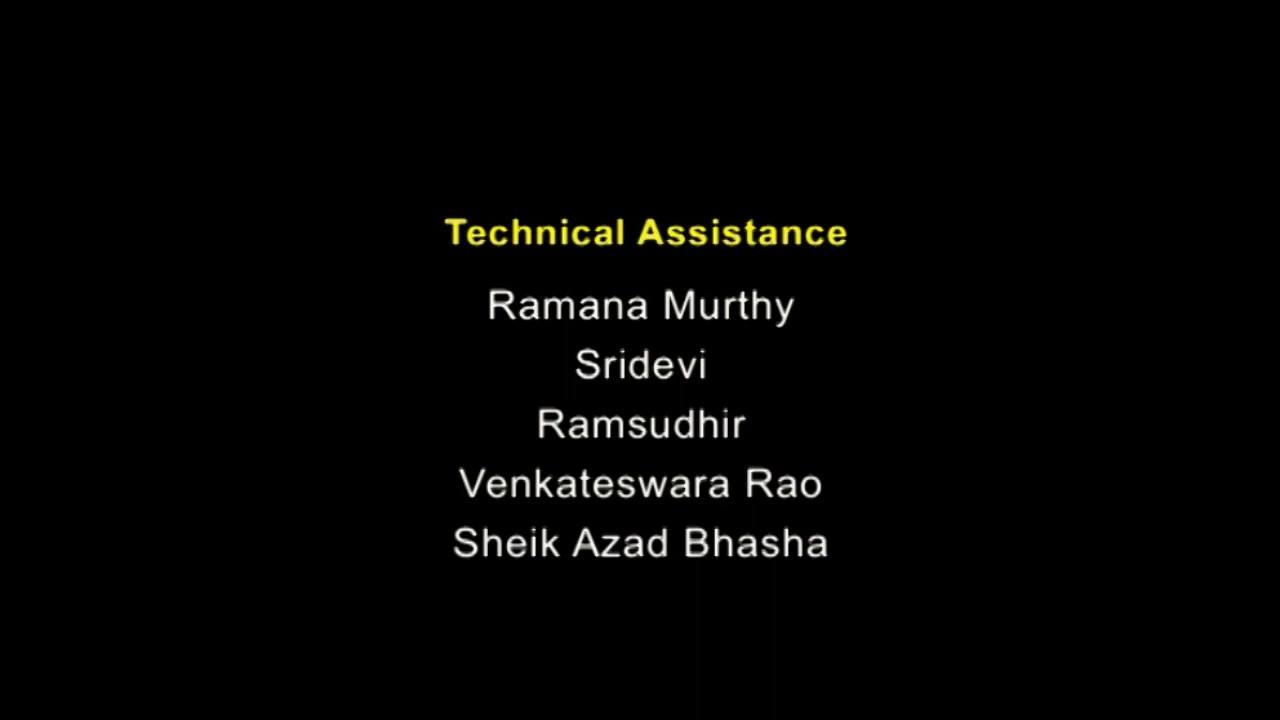 Technical Assistance
Ramana Murthy
Sridevi
Ramsudhir
Venkateswara Rao
Sheik Azad Bhasha